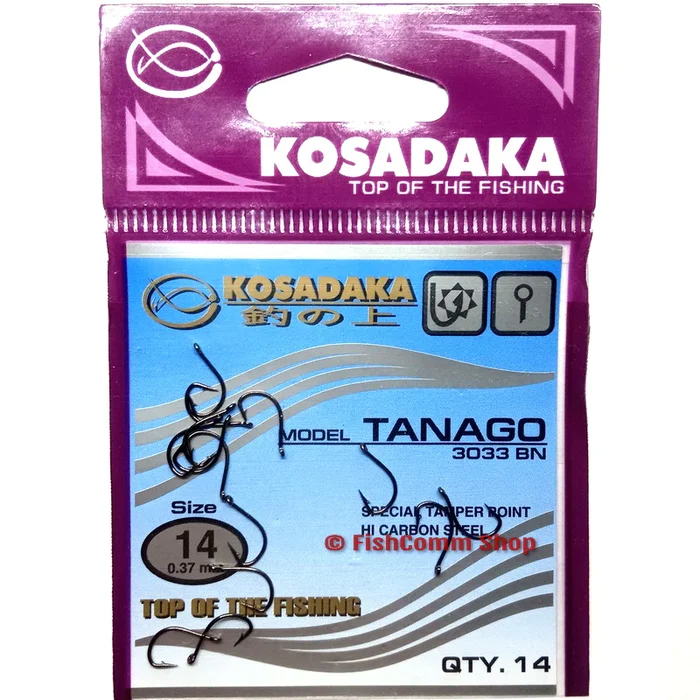 KOSADAKA
TOP OF THE FISHING
KOSADAKA
釣の上
MODEL TANAGO
3033 BN
Size
14
0.37 mm
SPECIAL TAMPER POINT
HI CARBON STEEL
© FishComm Shop
TOP OF THE FISHING
QTY. 14